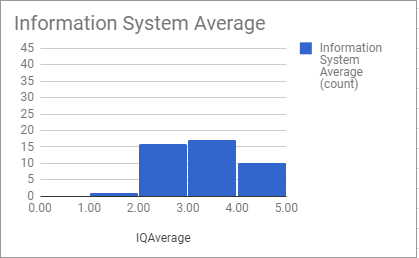 Information System Average
45
40
35
30
25
20
15
10
5
0
0.00 1.00 2.00 3.00 4.00 5.00
IQAverage
Information
System
Average
(count)